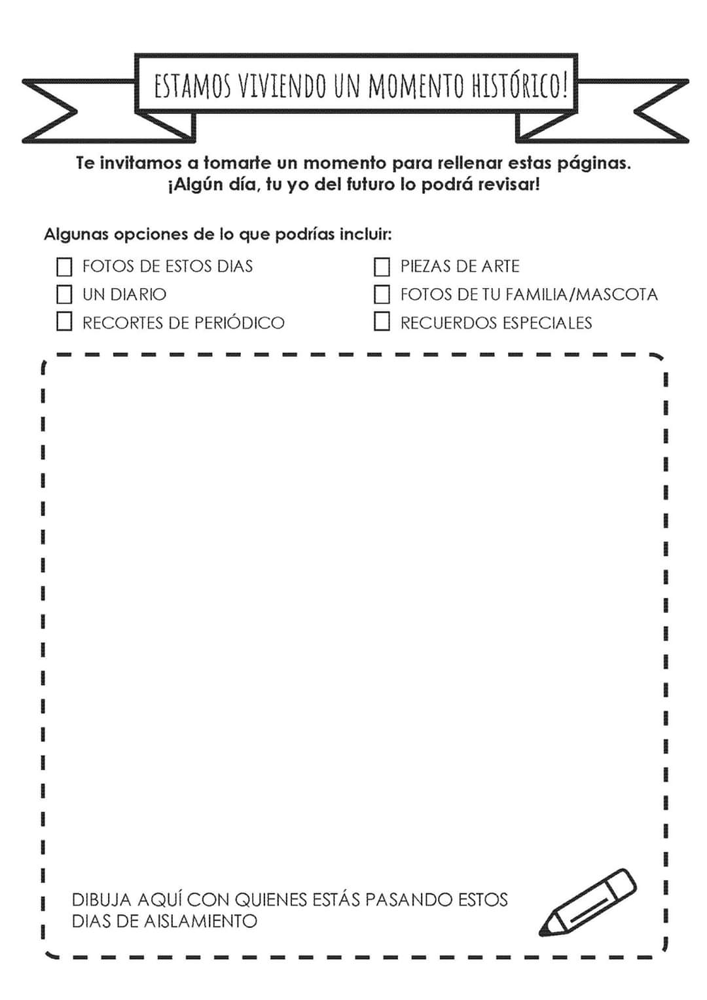 ESTAMOS VIVIENDO UN MOMENTO HISTÓRICO!
Te invitamos a tomarte un momento para rellenar estas páginas.
¡Algún día, tu yo del futuro lo podrá revisar!
Algunas opciones de lo que podrías incluir:
FOTOS DE ESTOS DIAS
UN DIARIO
RECORTES DE PERIÓDICO
PIEZAS DE ARTE
FOTOS DE TU FAMILIA/MASCOTA
RECUERDOS ESPECIALES
DIBUJA AQUÍ CON QUIENES ESTÁS PASANDO ESTOS
DIAS DE AISLAMIENTO